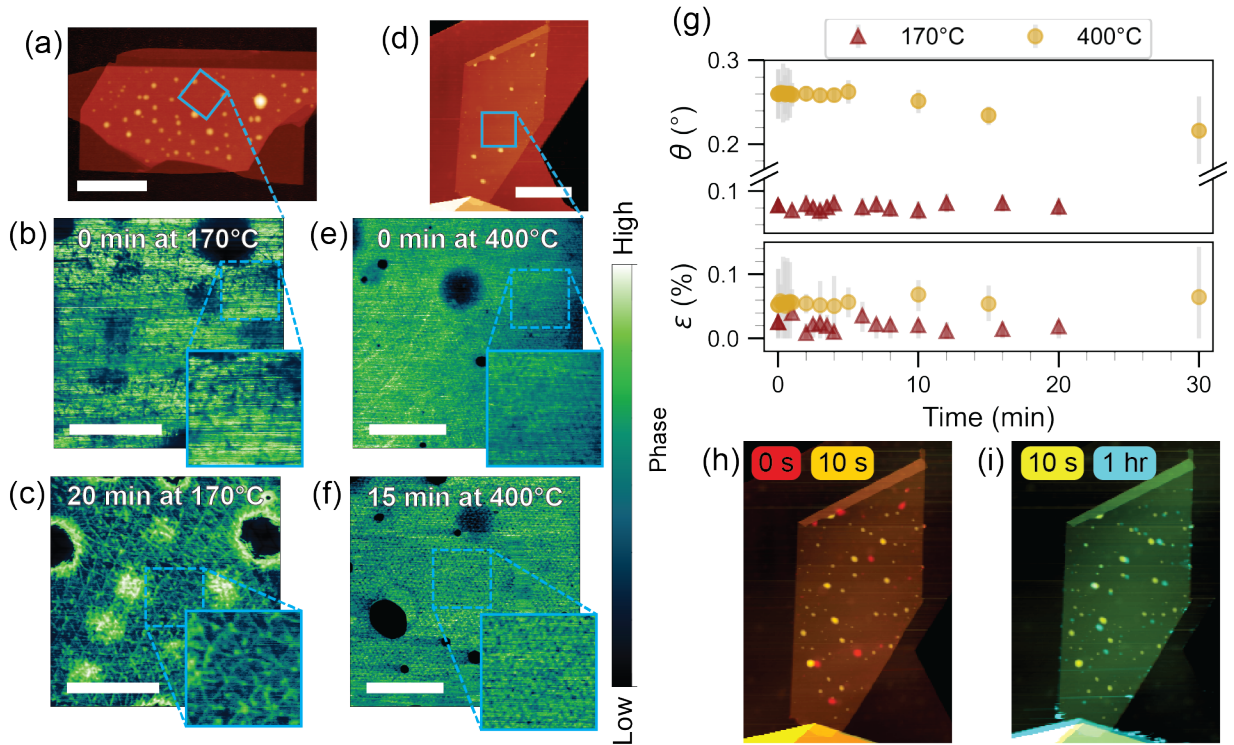 (a)
(d)
(g)
170°C
400°C
0.3
0.2
0.1
θ (°)
(b)
0 min at 170°C
(e)
0 min at 400°C
High
Phase
Low
0.1
0.0
ε (%)
0
10
20
30
Time (min)
(c)
20 min at 170°C
(f)
15 min at 400°C
(h)
0 s
10 s
(i)
10 s
1 hr